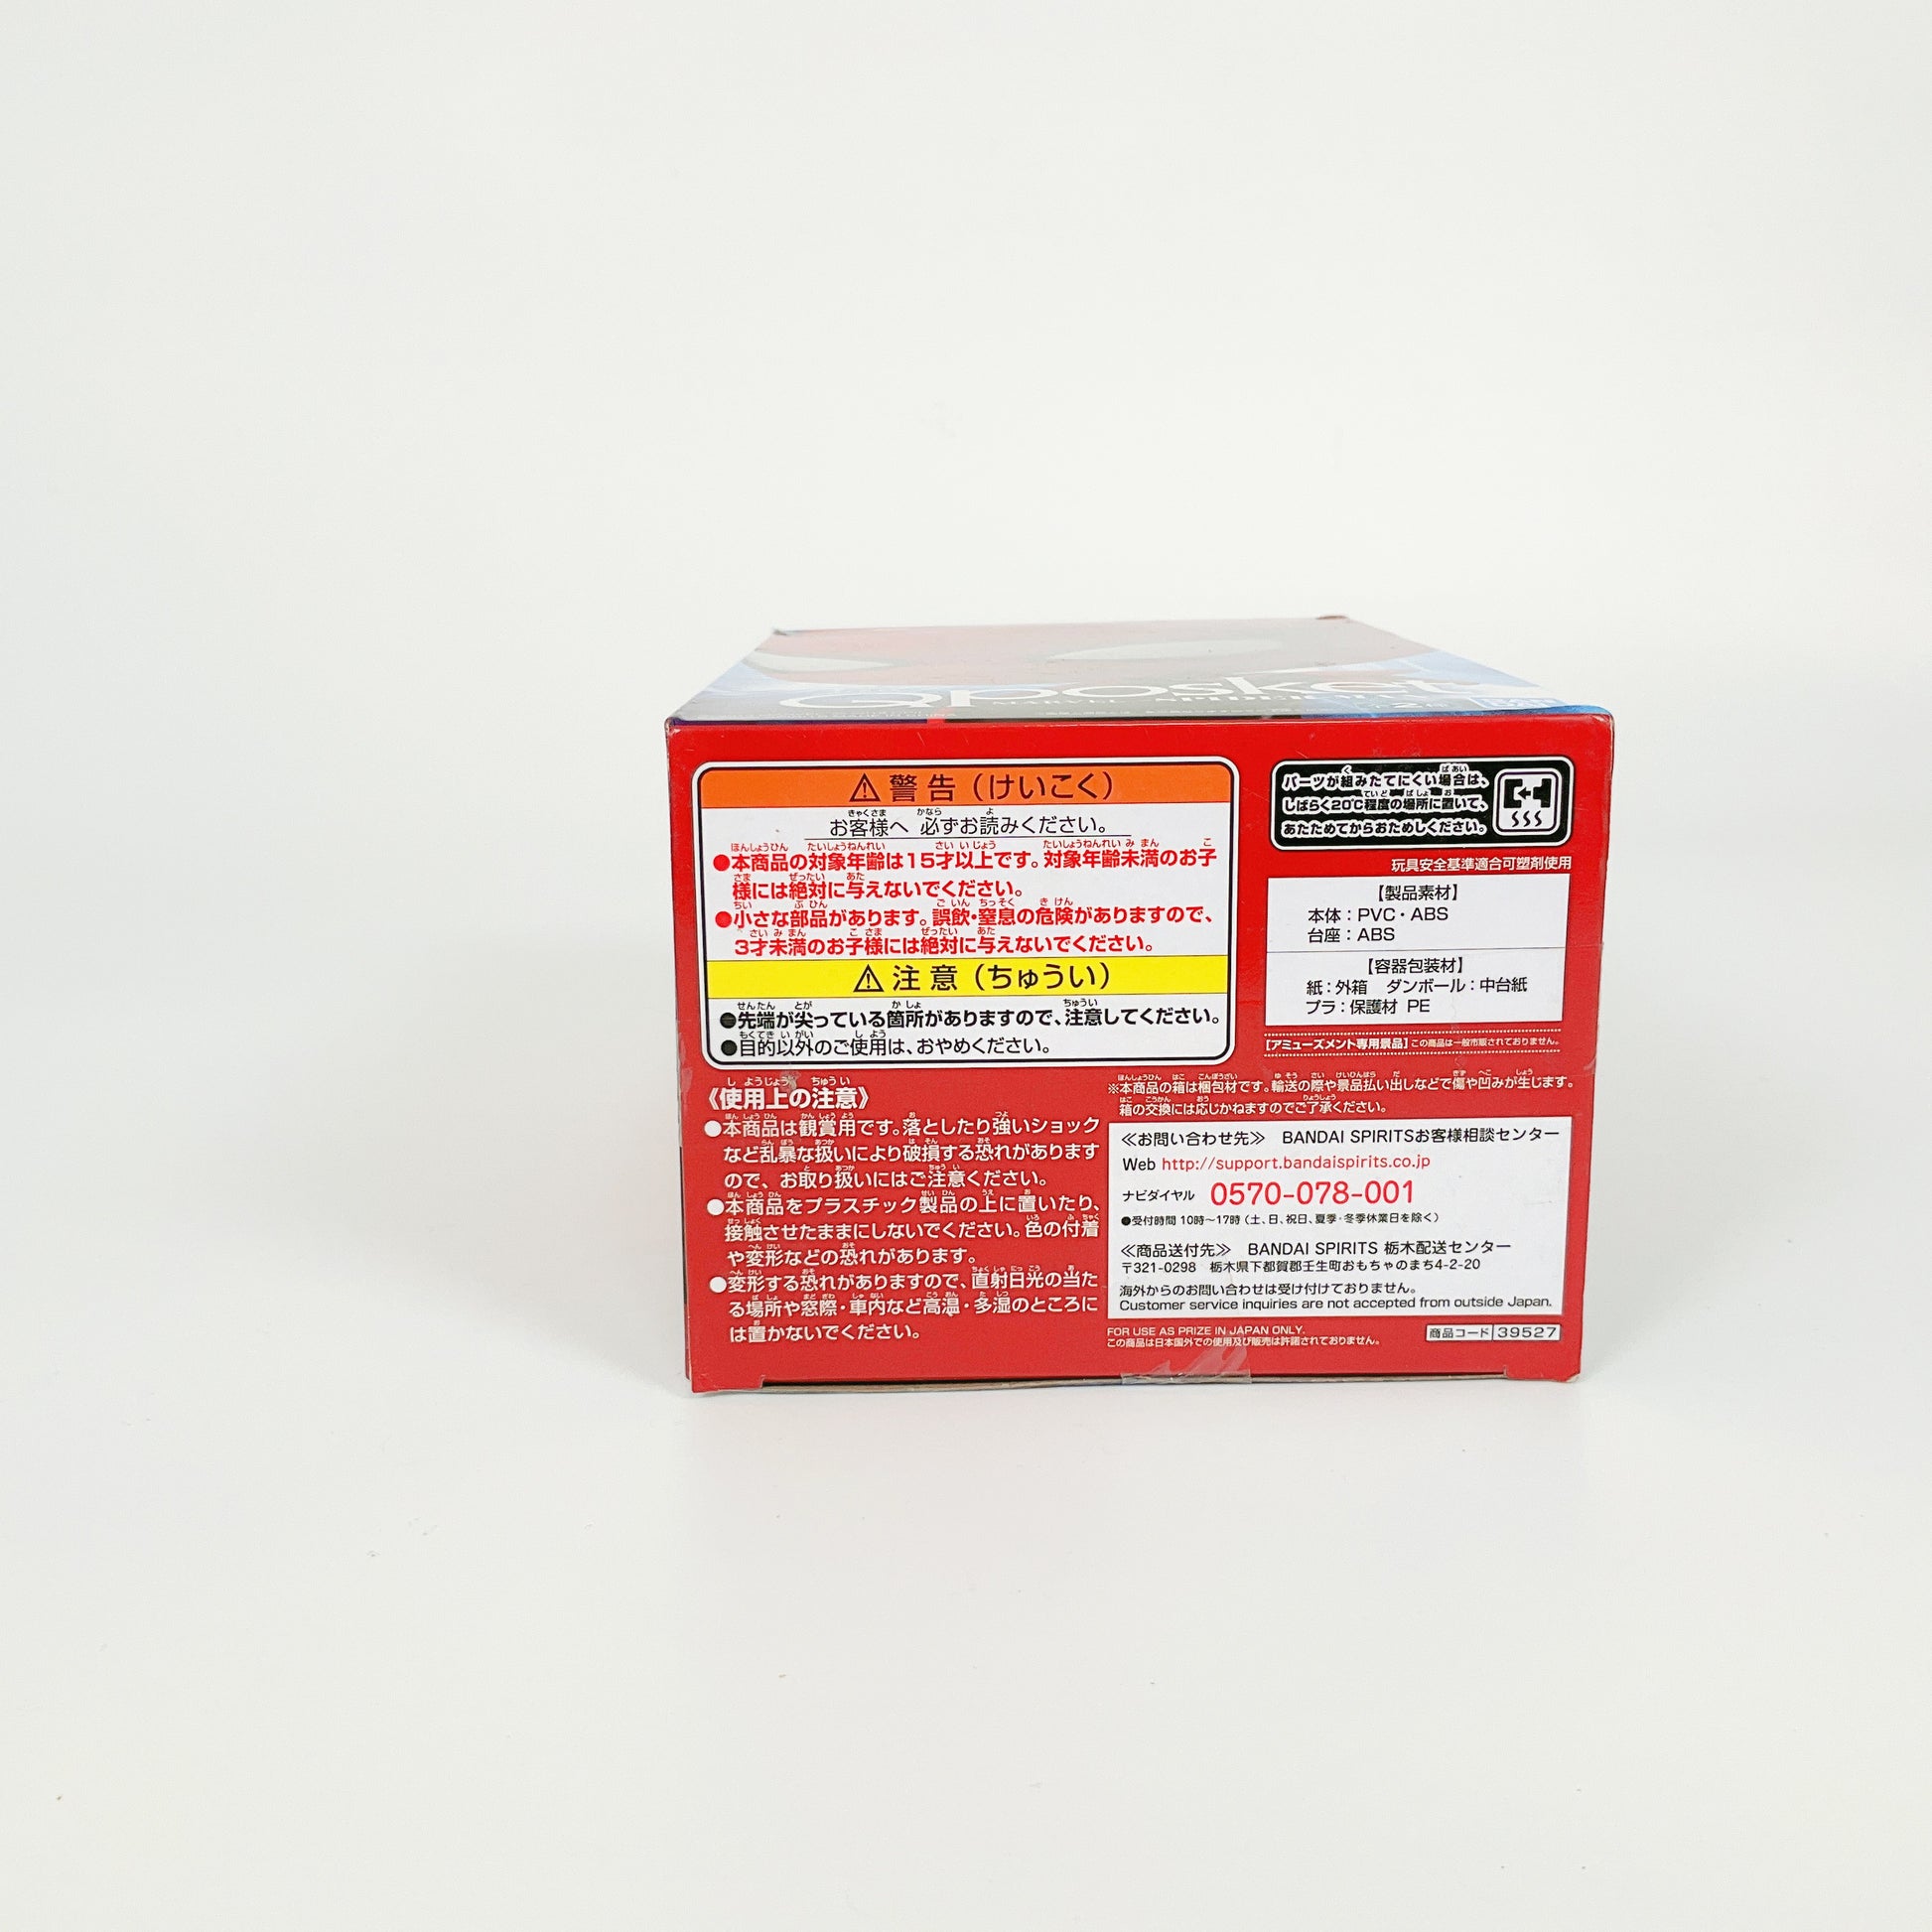 Qposket
警告（けいこく）
お客様へ 必ずお読みください。
●本商品の対象年齢は15才以上です。対象年齢未満のお子
様には絶対に与えないでください。
●小さな部品があります。誤飲・窒息の危険がありますので、
3才未満のお子様には絶対に与えないでください。
注意（ちゅうい）
●先端が尖っている箇所がありますので、注意してください。
●目的以外のご使用は、おやめください。
パーツが組みたてにくい場合は、
しばらく20℃程度の場所に置いて、
あたためてからおためしください。
玩具安全基準適合可塑剤使用
【製品素材】
本体：PVC・ABS
台座：ABS
【容器包装材】
紙：外箱　ダンボール：中台紙
プラ：保護材 PE
【アミューズメント専用景品】この商品は一般市販されておりません。
《使用上の注意》
●本商品は観賞用です。落としたり強いショック
など乱暴な扱いにより破損する恐れがあります
ので、お取り扱いにはご注意ください。
●本商品をプラスチック製品の上に置いたり、
接触させたままにしないでください。色の付着
や変形などの恐れがあります。
●変形する恐れがありますので、直射日光の当た
る場所や窓際・車内など高温・多湿のところに
は置かないでください。
※本商品の箱は梱包材です。輸送の際や景品払い出しなどで傷や凹みが生じます。
箱の交換には応じかねますのでご了承ください。
≪お問い合わせ先≫　BANDAI SPIRITSお客様相談センター
Web http://support.bandaispirits.co.jp
ナビダイヤル 0570-078-001
●受付時間 10時～17時（土、日、祝日、夏季・冬季休業日を除く）
≪商品送付先≫　BANDAI SPIRITS 栃木配送センター
〒321-0298　栃木県下都賀郡壬生町おもちゃのまち4-2-20
海外からのお問い合わせは受け付けておりません。
Customer service inquiries are not accepted from outside Japan.
FOR USE AS PRIZE IN JAPAN ONLY.
この商品は日本国外での使用及び販売は許諾されておりません。
商品コード 39527